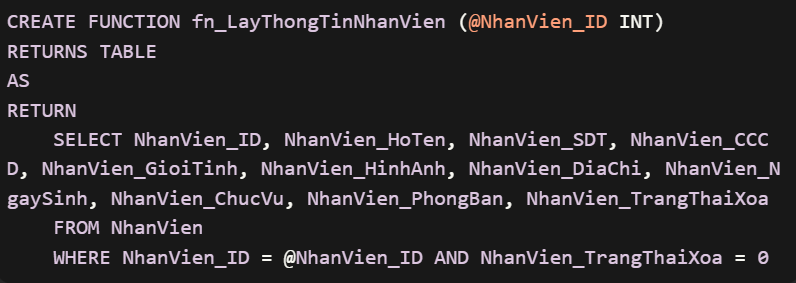 CREATE FUNCTION fn_LayThongTinNhanVien (@NhanVien_ID INT)
RETURNS TABLE
AS
RETURN
    SELECT NhanVien_ID, NhanVien_HoTen, NhanVien_SDT, NhanVien_CCC
D, NhanVien_GioiTinh, NhanVien_HinhAnh, NhanVien_DiaChi, NhanVien_N
gaySinh, NhanVien_ChucVu, NhanVien_PhongBan, NhanVien_TrangThaiXoa
    FROM NhanVien
    WHERE NhanVien_ID = @NhanVien_ID AND NhanVien_TrangThaiXoa = 0